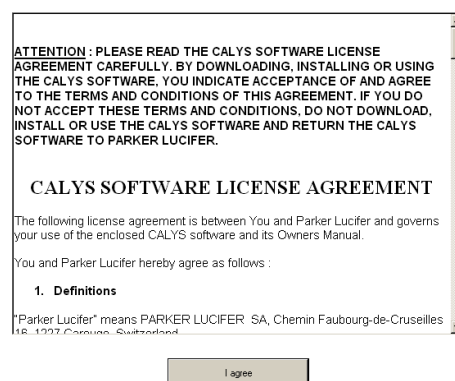 ATTENTION : PLEASE READ THE CALYS SOFTWARE LICENSE
AGREEMENT CAREFULLY. BY DOWNLOADING, INSTALLING OR USING
THE CALYS SOFTWARE, YOU INDICATE ACCEPTANCE OF AND AGREE
TO THE TERMS AND CONDITIONS OF THIS AGREEMENT. IF YOU DO
NOT ACCEPT THESE TERMS AND CONDITIONS, DO NOT DOWNLOAD,
INSTALL OR USE THE CALYS SOFTWARE AND RETURN THE CALYS
SOFTWARE TO PARKER LUCIFER.
CALYS SOFTWARE LICENSE AGREEMENT
The following license agreement is between You and Parker Lucifer and governs
your use of the enclosed CALYS software and its Owners Manual.
You and Parker Lucifer hereby agree as follows :
1. Definitions
"Parker Lucifer" means PARKER LUCIFER SA, Chemin Faubourg-de-Cruseilles
16, 1227 Carouge, Switzerland
I agree